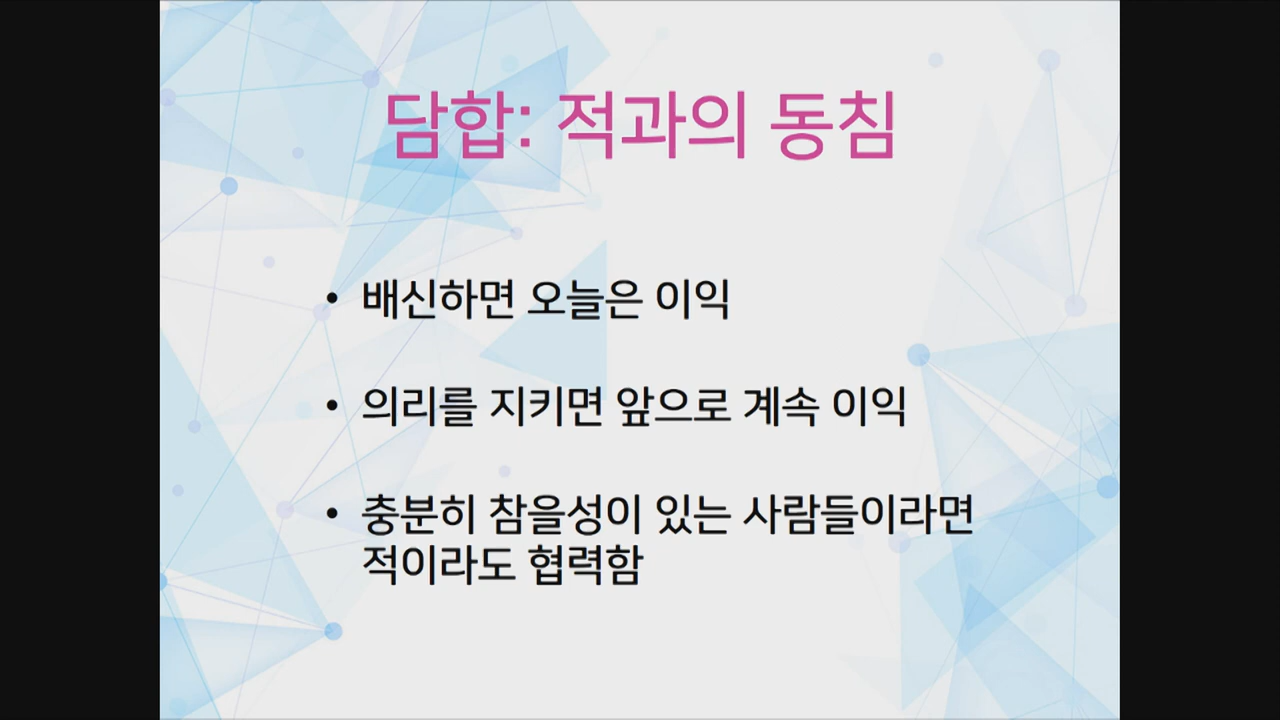 담합: 적과의 동침
• 배신하면 오늘은 이익
• 의리를 지키면 앞으로 계속 이익
• 충분히 참을성이 있는 사람들이라면
적이라도 협력함